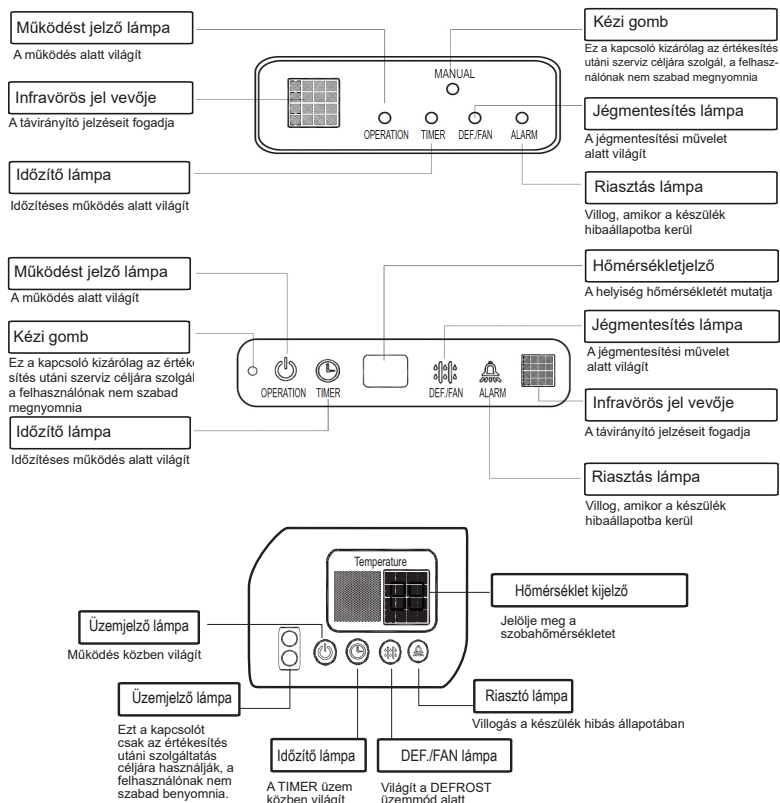 Működést jelző lámpa
A működés alatt világít
Infravörös jel vevője
A távirányító jelzéseit fogadja
Időzítő lámpa
Időzítéses működés alatt világít
MANUAL
OPERATION TIMER DEF./FAN ALARM
Kézi gomb
Ez a kapcsoló kizárólag az értékesítés
utáni szerviz céljára szolgál, a felhasz-
nálónak nem szabad megnyomnia
Jégmentesítés lámpa
A jégmentesítési művelet
alatt világít
Riasztás lámpa
Villog, amikor a készülék
hibaállapotba kerül
Működést jelző lámpa
A működés alatt világít
Kézi gomb
Ez a kapcsoló kizárólag az értéke
sítés utáni szerviz céljára szolgál
a felhasználónak nem szabad
megnyomnia
Időzítő lámpa
Időzítéses működés alatt világít
OPERATION TIMER DEF./FAN ALARM
Hőmérsékletjelző
A helyiség hőmérsékletét mutatja
Jégmentesítés lámpa
A jégmentesítési művelet
alatt világít
Infravörös jel vevője
A távirányító jelzéseit fogadja
Riasztás lámpa
Villog, amikor a készülék
hibaállapotba kerül
Temperature
Hőmérséklet kijelző
Jelölje meg a
szobahőmérsékletet
Üzemjelző lámpa
Működés közben világít
Üzemjelző lámpa
Ezt a kapcsolót
csak az értékesítés
utáni szolgáltatás
céljára használják, a
felhasználónak nem
szabad benyomnia.
Időzítő lámpa
A TIMER üzem
közben világít
DEF./FAN lámpa
Világít a DEFROST
üzemmód alatt
Riasztó lámpa
Villogás a készülék hibás állapotában